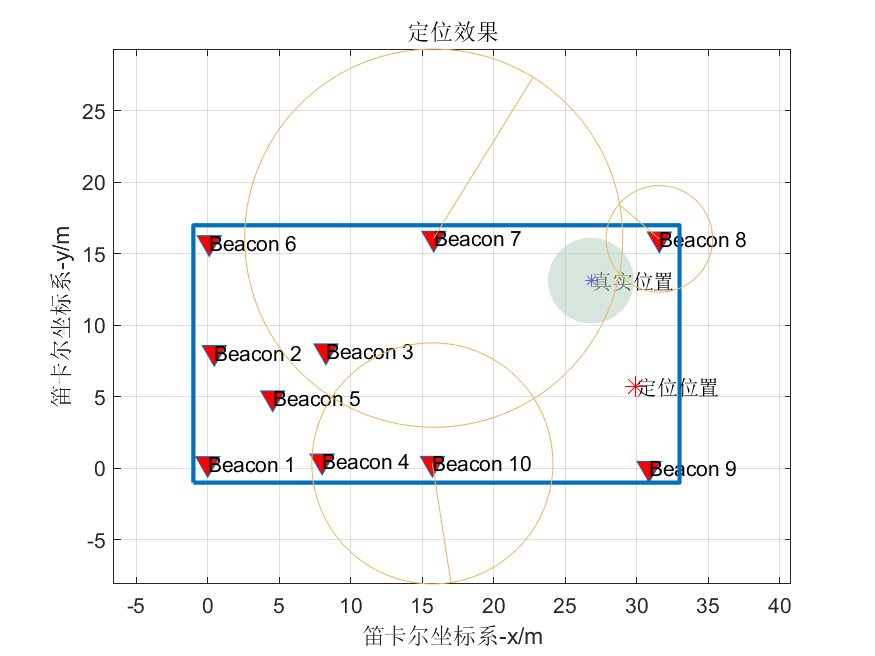 定位效果
25
20
15
10
5
0
-5
笛卡尔坐标系-y/m
Beacon 6
Beacon 7
Beacon 8
真实位置
Beacon 2
Beacon 3
Beacon 5
定位位置
Beacon 1
Beacon 4
Beacon 10
Beacon 9
-5
0
5
10
15
20
25
30
35
40
笛卡尔坐标系-x/m